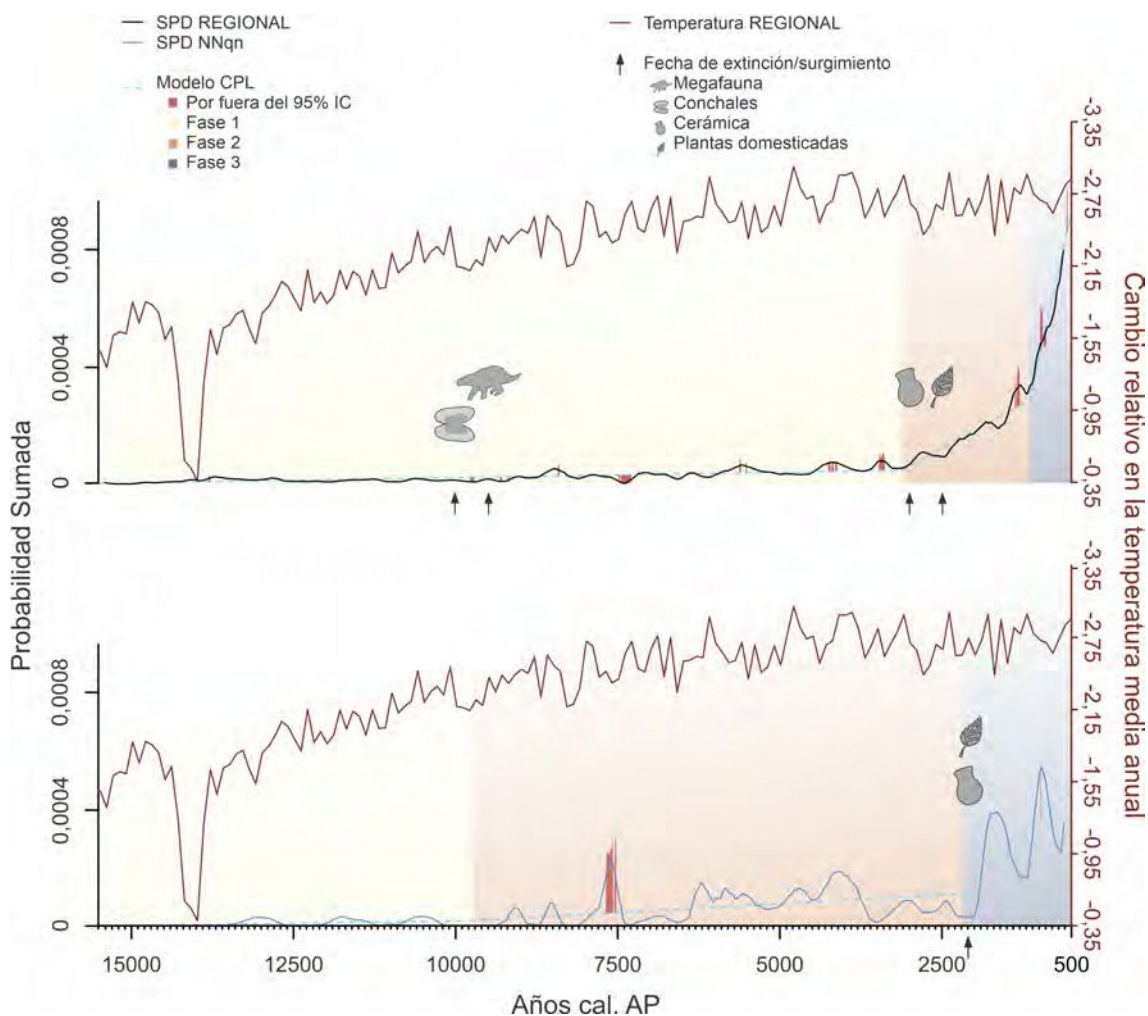 SPD REGIONAL
SPD NNqn
Modelo CPL
Por fuera del 95% IC
Fase 1
Fase 2
Fase 3
Temperatura REGIONAL
Fecha de extinción/surgimiento
Megafauna
Conchales
Cerámica
Plantas domesticadas
Probabilidad Sumada
0,0008
0,0004
0
-3,35
-2,75
-2,15
-1,55
-0,95
-0,35
Cambio relativo en la temperatura media anual
0,0008
0,0004
0
-3,35
-2,75
-2,15
-1,55
-0,95
-0,35
15000 12500 10000 7500 5000 2500 500
Años cal. AP